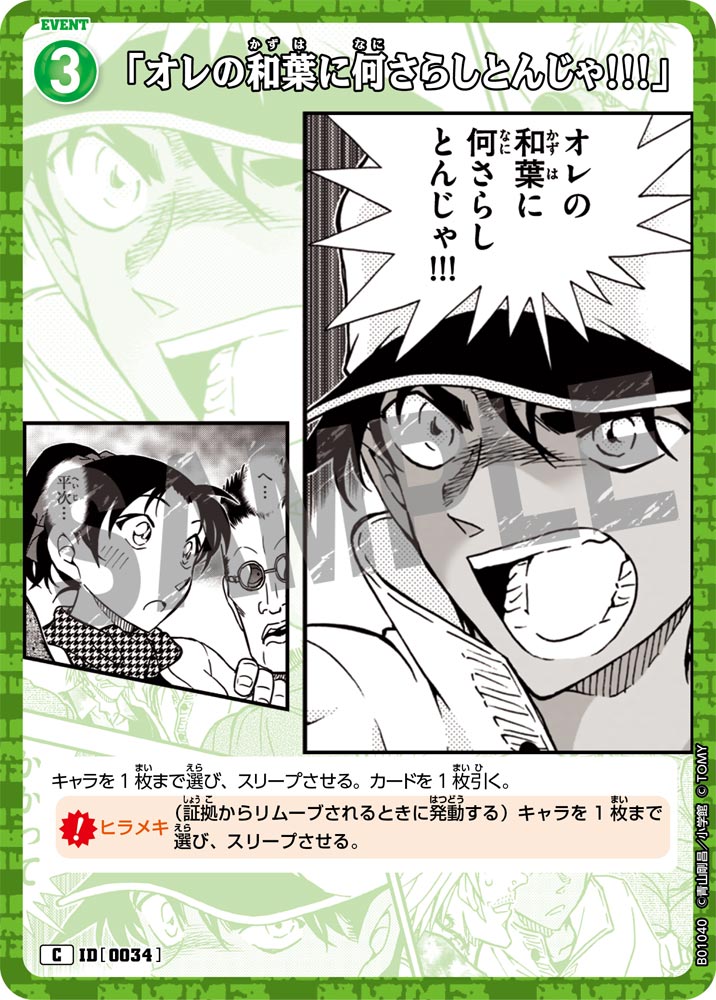 EVENT
3
「オレの和葉に何さらしとんじゃ!!!」
オレの
和葉に
何さらし
とんじゃ!!!
平次…
へ…
SAMPLE
キャラを1枚まで選び、スリープさせる。カードを1枚引く。
ヒラメキ (証拠からリムーブされるときに発動する) キャラを1枚まで
選び、スリープさせる。
C ID[0034]
B01040 ©青山剛昌/小学館 ©TOMY